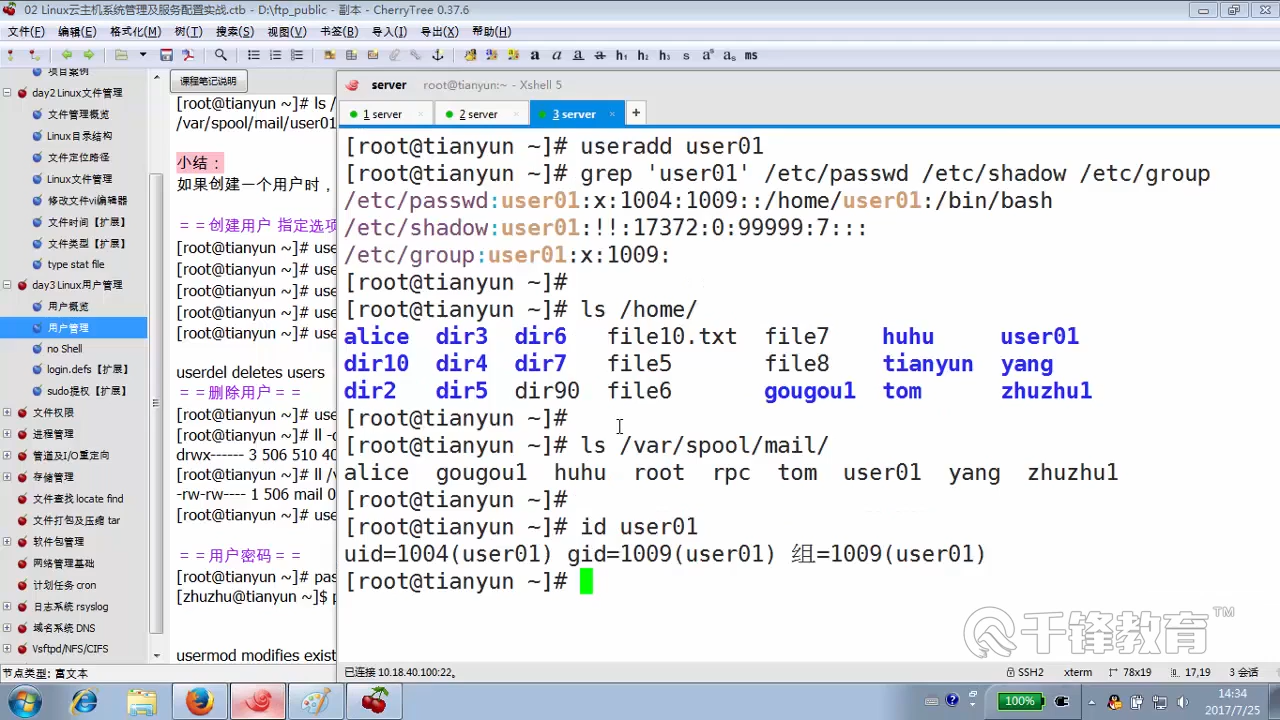 02 Linux云主机系统管理及服务配置实战.ctb - D:\ftp_public - 副本 - CherryTree 0.37.6
文件(F) 编辑(E) 格式化(M) 树(T) 搜索(S) 视图(V) 书签(B) 导入(I) 导出(X) 帮助(H)
a a a a h₁ h₂ h₃ s aˢ aₛ ms
项目案例
day2 Linux文件管理
文件管理概览
Linux目录结构
文件定位路径
Linux文件管理
修改文件vi编辑器
文件时间【扩展】
文件类型【扩展】
type stat file
day3 Linux用户管理
用户概览
用户管理
no Shell
login.defs【扩展】
sudo提权【扩展】
文件权限
进程管理
管道及I/O重定向
存储管理
文件查找 locate find
文件打包及压缩 tar
软件包管理
网络管理基础
计划任务 cron
日志系统 rsyslog
域名系统 DNS
Vsftpd/NFS/CIFS
节点类型: 富文本
课程笔记说明
[root@tianyun ~]# ls /
/var/spool/mail/user01
小结：
如果创建一个用户时，
==创建用户 指定选项
[root@tianyun ~]# use
[root@tianyun ~]# use
[root@tianyun ~]# use
[root@tianyun ~]# use
[root@tianyun ~]# use
userdel deletes users
==删除用户==
[root@tianyun ~]# use
[root@tianyun ~]# ll -d
drwx------ 3 506 510 40
[root@tianyun ~]# ll /v
-rw-rw---- 1 506 mail 0
[root@tianyun ~]# use
==用户密码==
[root@tianyun ~]# pas
[zhuzhu@tianyun ~]$ p
usermod modifies exist
server root@tianyun:~ - Xshell 5
1 server × 2 server × 3 server × +
[root@tianyun ~]# useradd user01
[root@tianyun ~]# grep 'user01' /etc/passwd /etc/shadow /etc/group
/etc/passwd:user01:x:1004:1009::/home/user01:/bin/bash
/etc/shadow:user01:!!:17372:0:99999:7:::
/etc/group:user01:x:1009:
[root@tianyun ~]#
[root@tianyun ~]# ls /home/
alice dir3 dir6 file10.txt file7 huhu user01
dir10 dir4 dir7 file5 file8 tianyun yang
dir2 dir5 dir90 file6 gougou1 tom zhuzhu1
[root@tianyun ~]#
[root@tianyun ~]# ls /var/spool/mail/
alice gougou1 huhu root rpc tom user01 yang zhuzhu1
[root@tianyun ~]#
[root@tianyun ~]# id user01
uid=1004(user01) gid=1009(user01) 组=1009(user01)
[root@tianyun ~]#
千锋教育™
已连接 10.18.40.100:22。 SSH2 xterm 78x19 17,19 3 会话
100% 14:34
2017/7/25